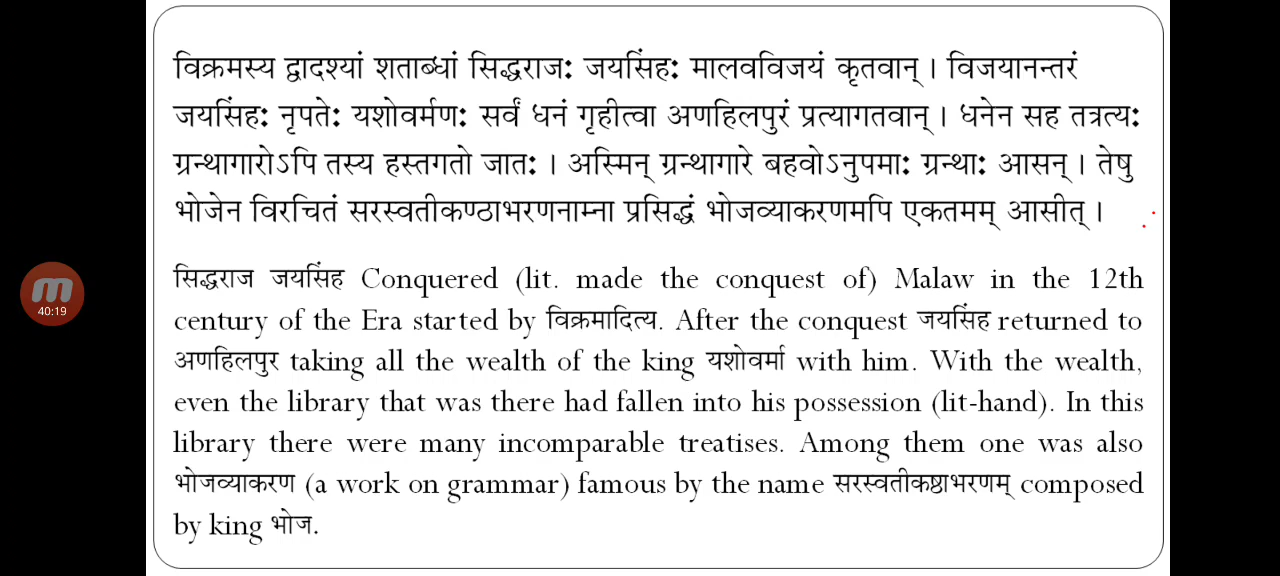 विक्रमस्य द्वादश्यां शताब्धां सिद्धराजः जयसिंहः मालवविजयं कृतवान् । विजयानन्तरं
जयसिंहः नृपतेः यशोवर्मणः सर्वं धनं गृहीत्वा अणहिलपुरं प्रत्यागतवान् । धनेन सह तत्रत्यः
ग्रन्थागारोऽपि तस्य हस्तगतो जातः । अस्मिन् ग्रन्थागारे बहवोऽनुपमाः ग्रन्थाः आसन् । तेषु
भोजेन विरचितं सरस्वतीकण्ठाभरणनाम्ना प्रसिद्धं भोजव्याकरणमपि एकतमम् आसीत् ।
सिद्धराज जयसिंह Conquered (lit. made the conquest of) Malaw in the 12th
century of the Era started by विक्रमादित्य. After the conquest जयसिंह returned to
अणहिलपुर taking all the wealth of the king यशोवर्मा with him. With the wealth,
even the library that was there had fallen into his possession (lit-hand). In this
library there were many incomparable treatises. Among them one was also
भोजव्याकरण (a work on grammar) famous by the name सरस्वतीकष्ठाभरणम् composed
by king भोज.
40:19